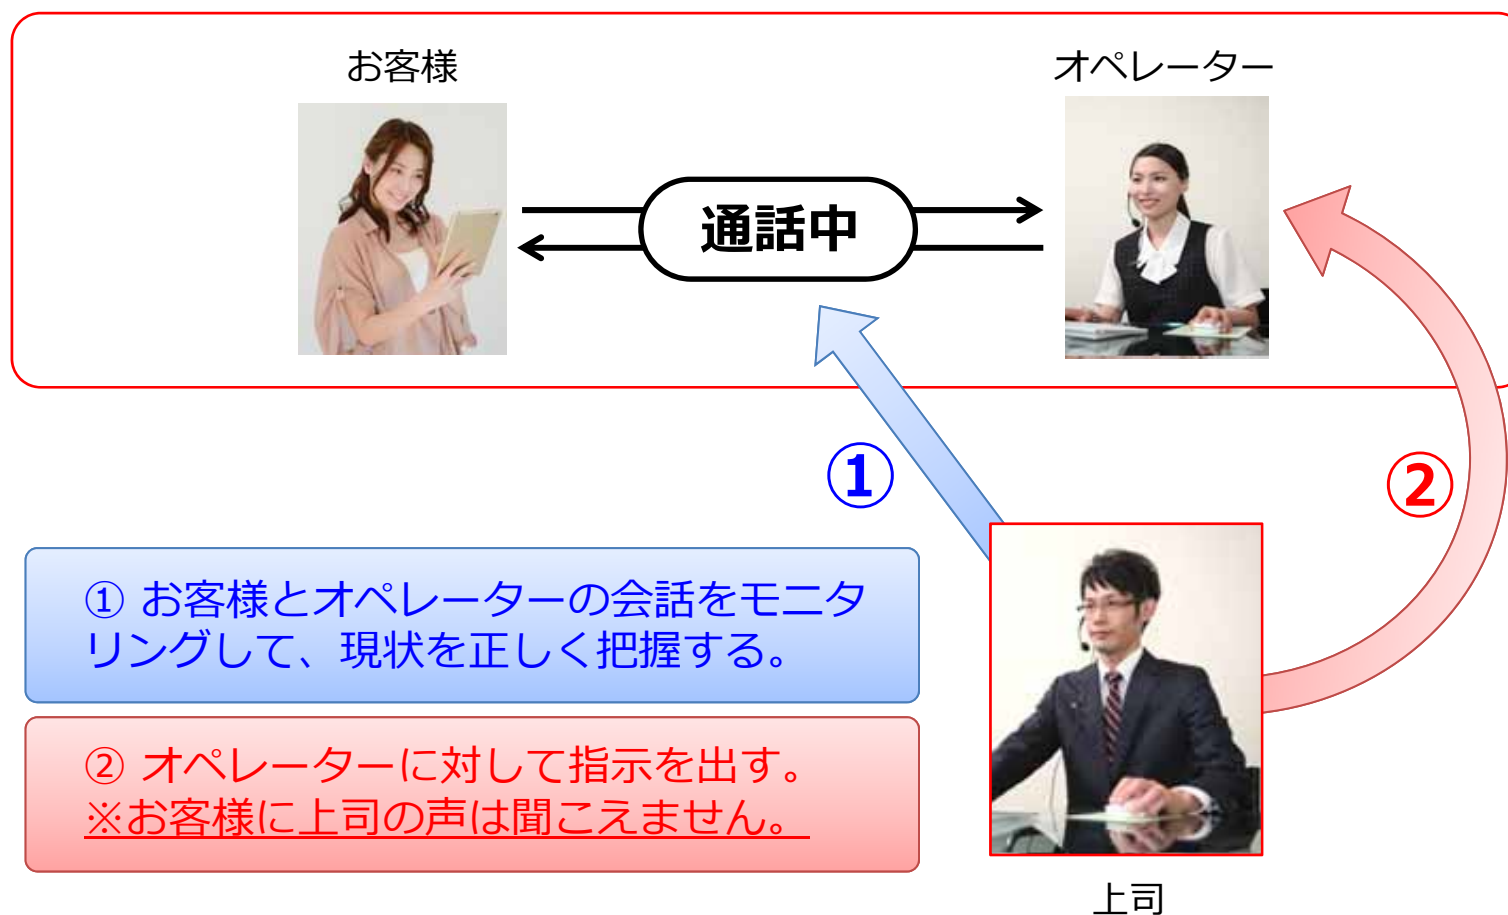 お客様
オペレーター
通話中
①
②
① お客様とオペレーターの会話をモニタ
リングして、現状を正しく把握する。
② オペレーターに対して指示を出す。
※お客様に上司の声は聞こえません。
上司